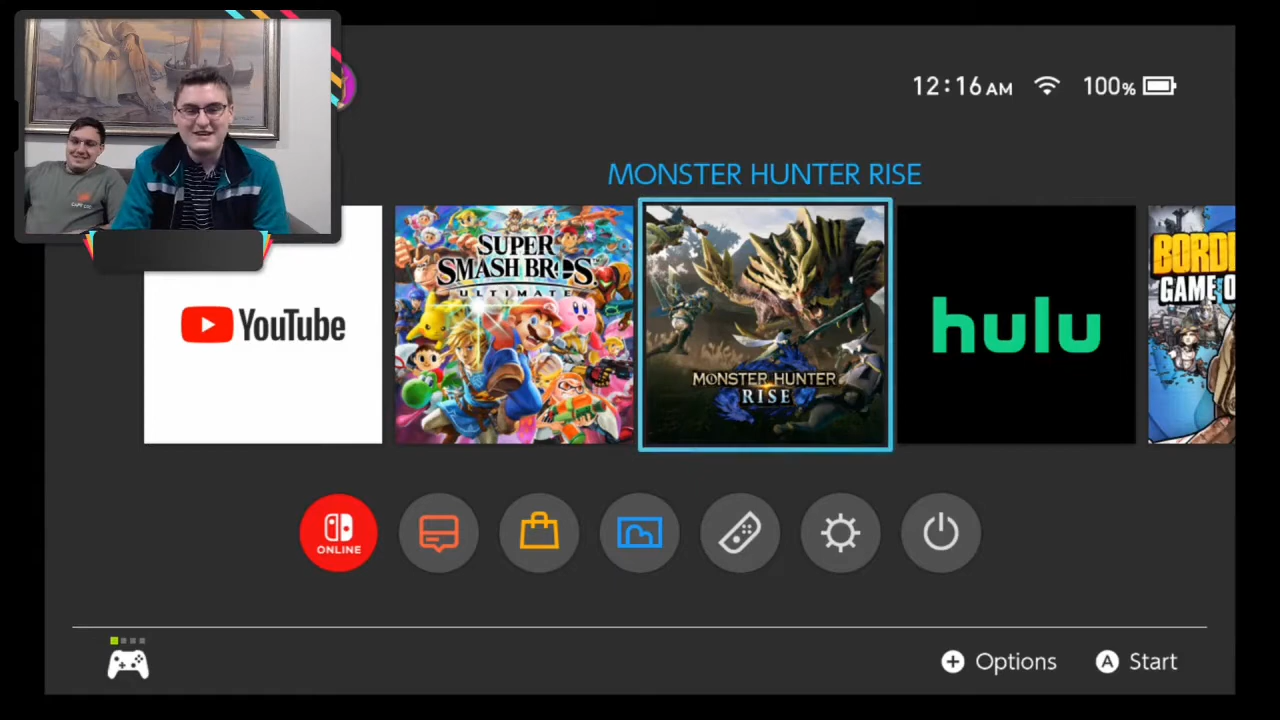 12:16 AM 100%
MONSTER HUNTER RISE
YouTube
SUPER
SMASH BROS.
ULTIMATE
MONSTER HUNTER
RISE
hulu
BORDE
GAME O
ONLINE
+ Options
A Start